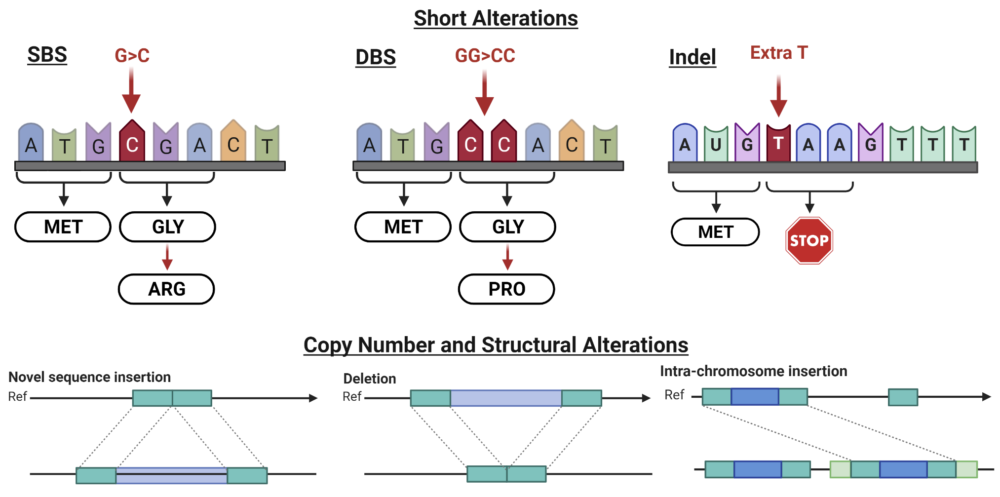 Short Alterations
SBS
G>C
A T G C G A C T
MET
GLY
ARG
DBS
GG>CC
A T G C C A C T
MET
GLY
PRO
Indel
Extra T
A U G T A A G T T T
MET
STOP
Copy Number and Structural Alterations
Novel sequence insertion
Ref
Deletion
Ref
Intra-chromosome insertion
Ref